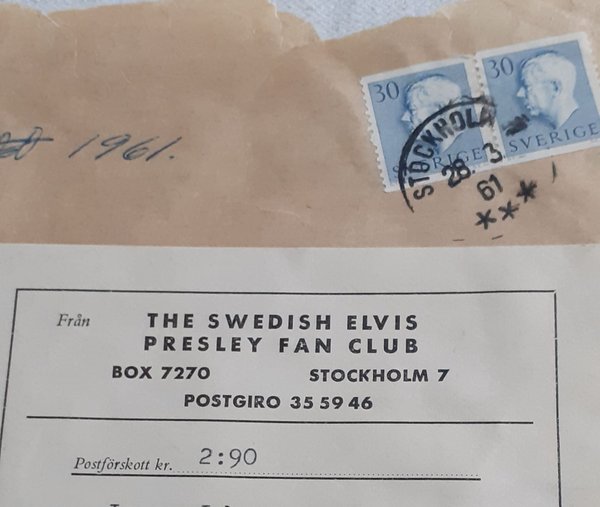 30 30
SVERIGE SVERIGE
STOCKHOLM
28. 3
61
***
1961.
Från THE SWEDISH ELVIS
PRESLEY FAN CLUB
BOX 7270 STOCKHOLM 7
POSTGIRO 35 59 46
Postförskott kr. 2:90